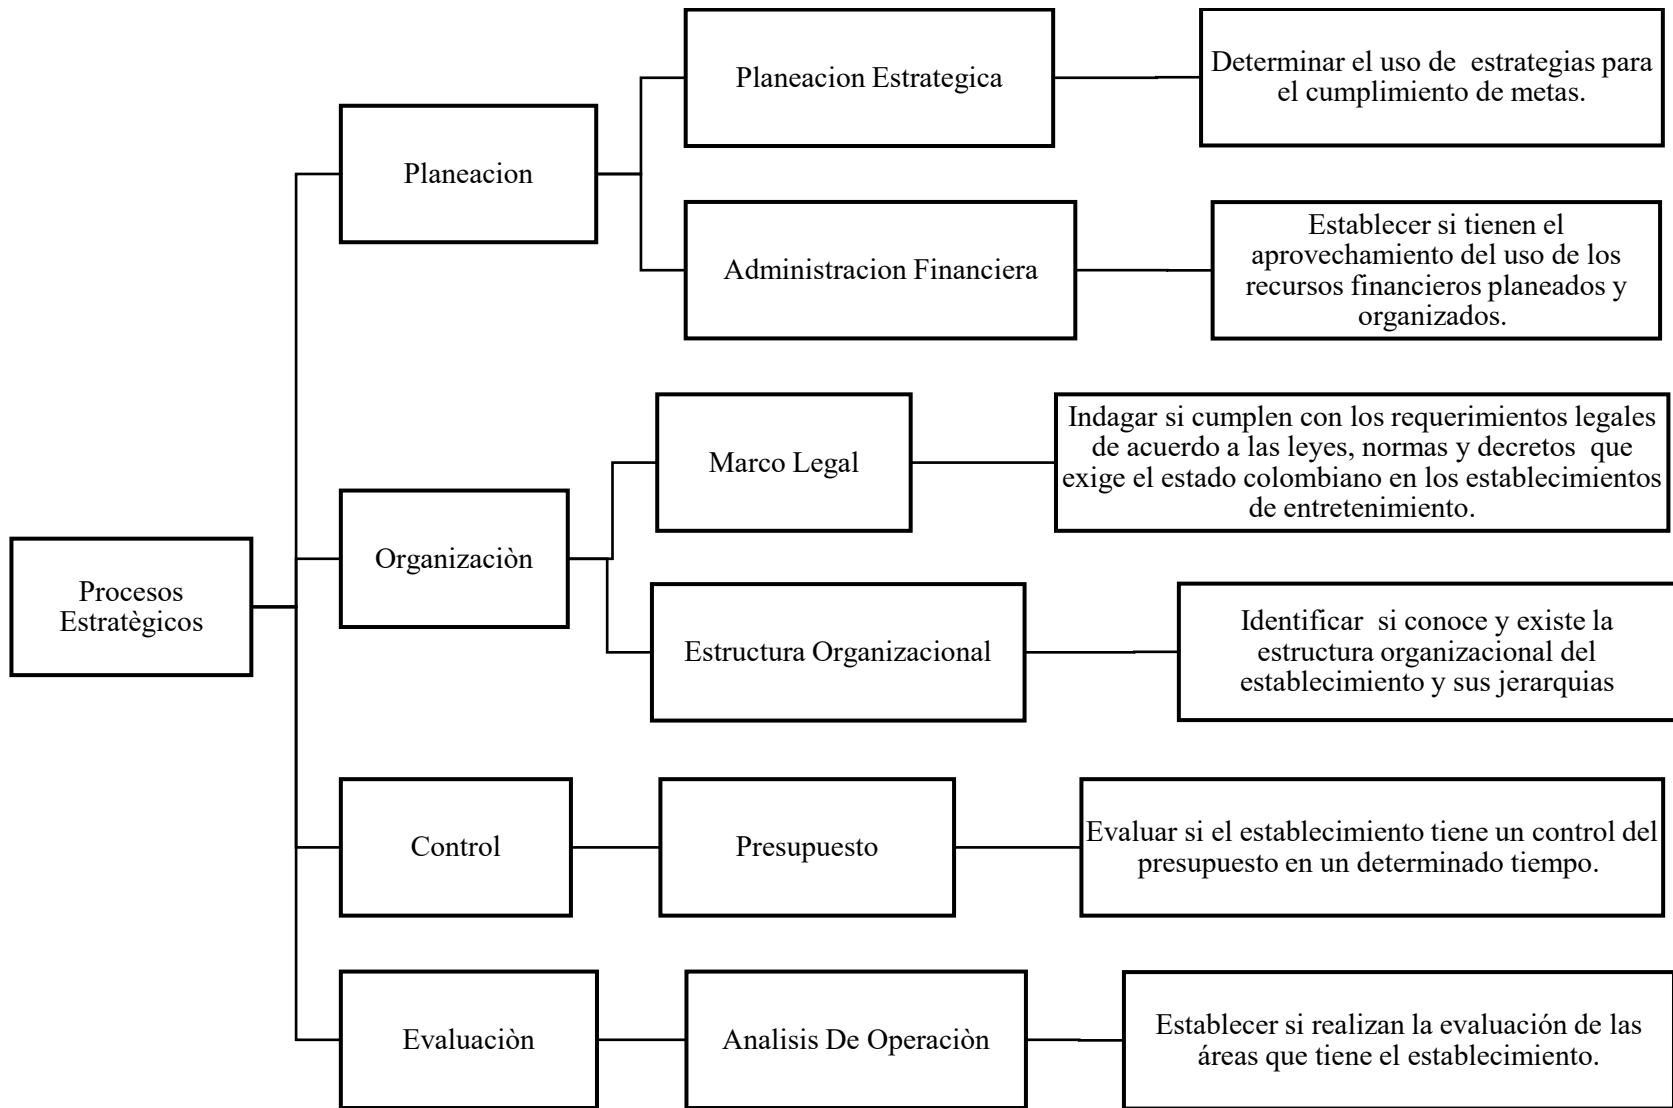 Procesos
Estratègicos
Planeacion
Planeacion Estrategica
Determinar el uso de  estrategias para
el cumplimiento de metas.
Administracion Financiera
Establecer si tienen el
aprovechamiento del uso de los
recursos financieros planeados y
organizados.
Organizaciòn
Marco Legal
Indagar si cumplen con los requerimientos legales
de acuerdo a las leyes, normas y decretos  que
exige el estado colombiano en los establecimientos
de entretenimiento.
Estructura Organizacional
Identificar  si conoce y existe la
estructura organizacional del
establecimiento y sus jerarquias
Control
Presupuesto
Evaluar si el establecimiento tiene un control del
presupuesto en un determinado tiempo.
Evaluaciòn
Analisis De Operaciòn
Establecer si realizan la evaluación de las
áreas que tiene el establecimiento.